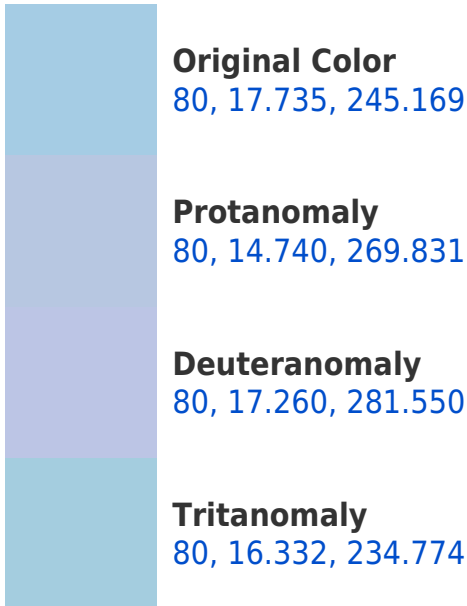 Original Color
80, 17.735, 245.169
Protanomaly
80, 14.740, 269.831
Deuteranomaly
80, 17.260, 281.550
Tritanomaly
80, 16.332, 234.774